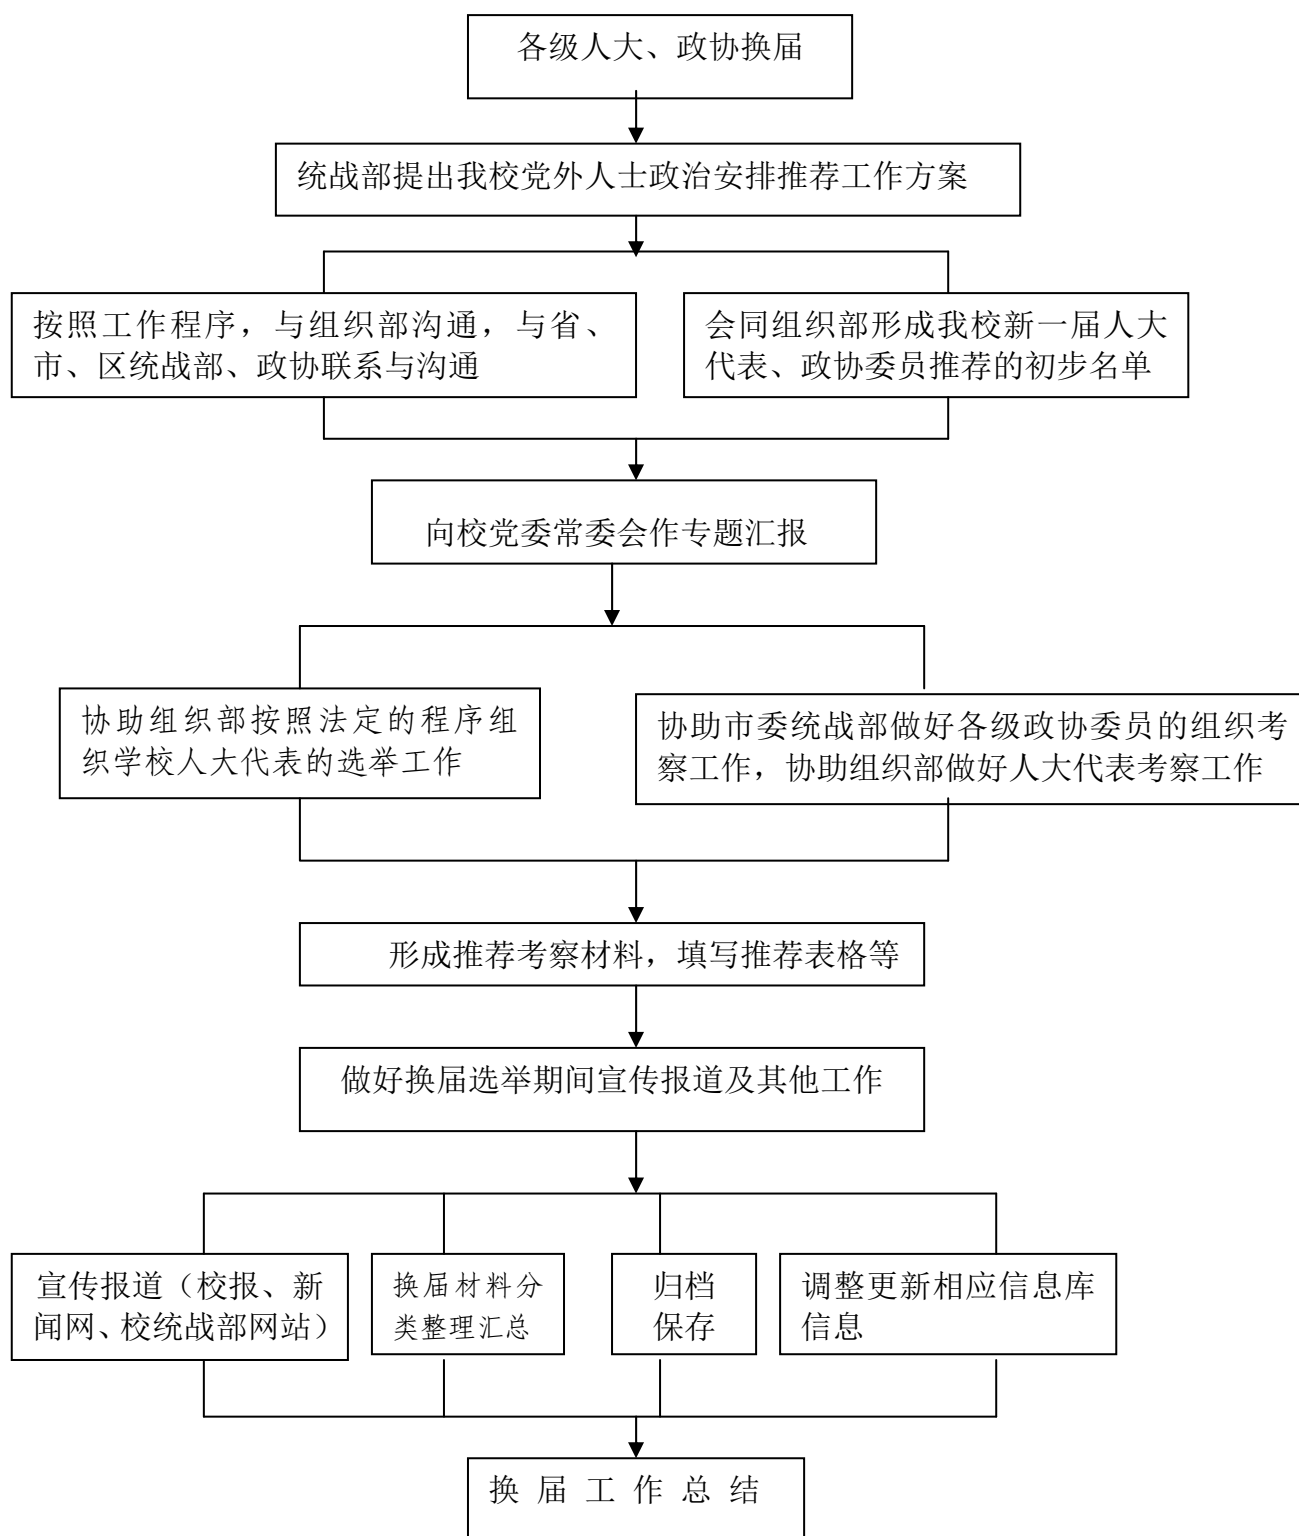 各级人大、政协换届
统战部提出我校党外人士政治安排推荐工作方案
按照工作程序，与组织部沟通，与省、
市、区统战部、政协联系与沟通
会同组织部形成我校新一届人大
代表、政协委员推荐的初步名单
向校党委常委会作专题汇报
协助组织部按照法定的程序组
织学校人大代表的选举工作
协助市委统战部做好各级政协委员的组织考
察工作，协助组织部做好人大代表考察工作
形成推荐考察材料，填写推荐表格等
做好换届选举期间宣传报道及其他工作
宣传报道（校报、新
闻网、校统战部网站）
换届材料分
类整理汇总
归档
保存
调整更新相应信息库
信息
换 届 工 作 总 结